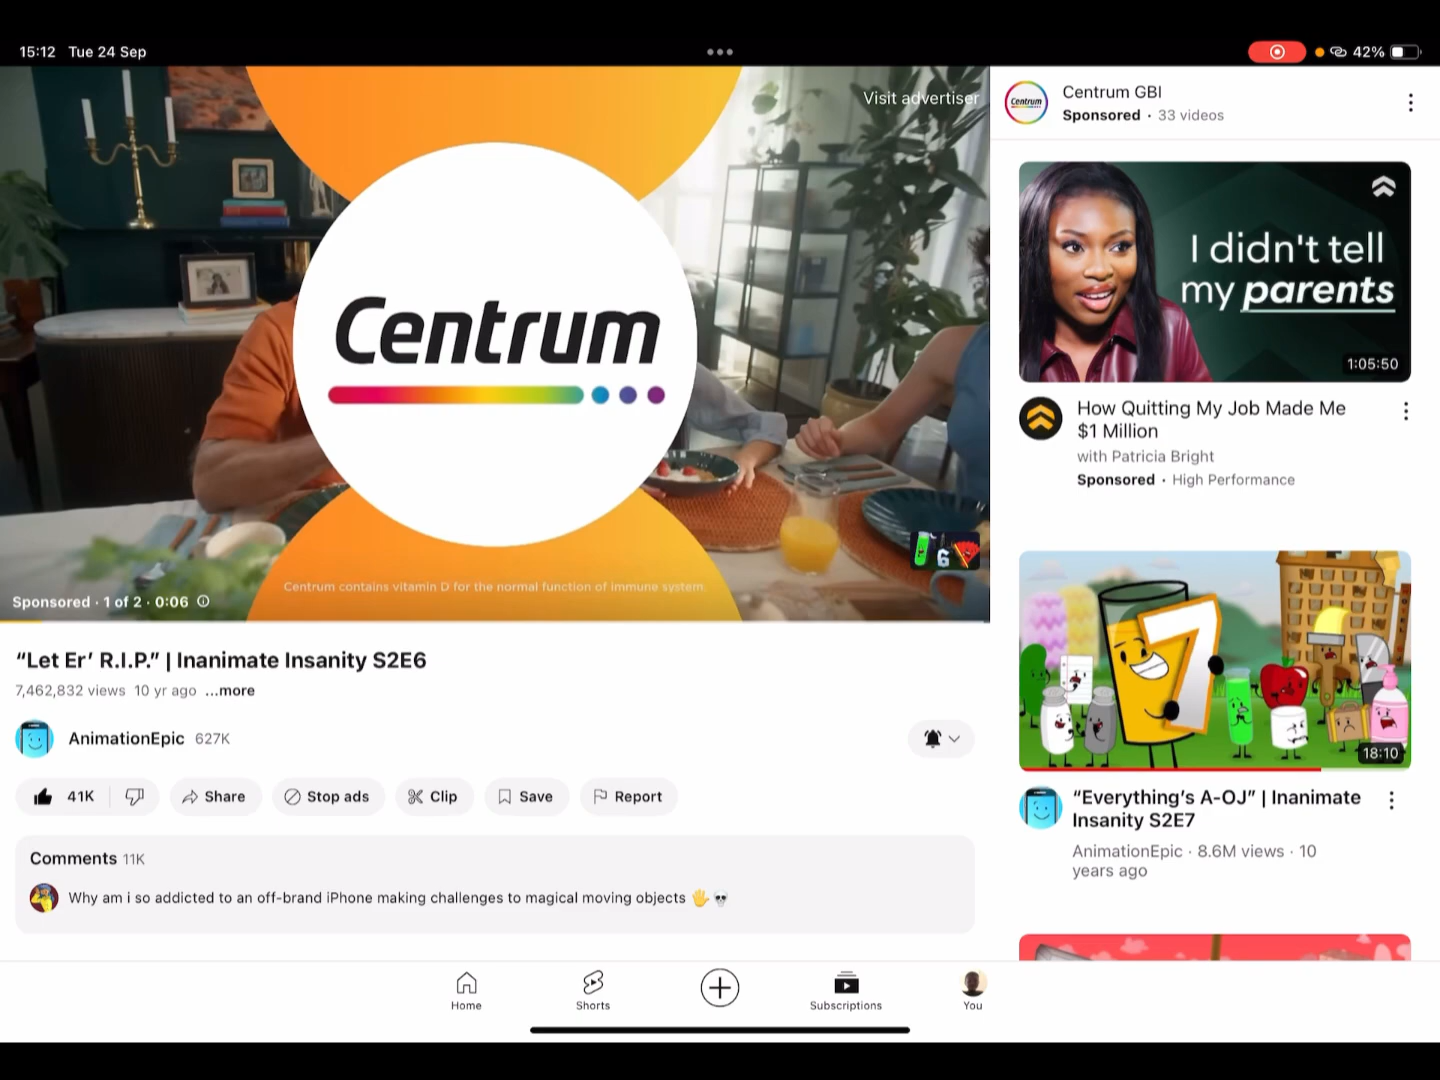 15:12 Tue 24 Sep
42%
Visit advertiser
Centrum
Centrum contains vitamin D for the normal function of immune system.
Sponsored · 1 of 2 · 0:06
6
“Let Er’ R.I.P.” | Inanimate Insanity S2E6
7,462,832 views 10 yr ago ...more
AnimationEpic 627K
41K
Share
Stop ads
Clip
Save
Report
Comments 11K
Why am i so addicted to an off-brand iPhone making challenges to magical moving objects 🖐💀
Centrum
Centrum GBI
Sponsored · 33 videos
I didn't tell
my parents
1:05:50
How Quitting My Job Made Me
$1 Million
with Patricia Bright
Sponsored · High Performance
7
18:10
“Everything’s A-OJ” | Inanimate
Insanity S2E7
AnimationEpic · 8.6M views · 10
years ago
Home
Shorts
Subscriptions
You